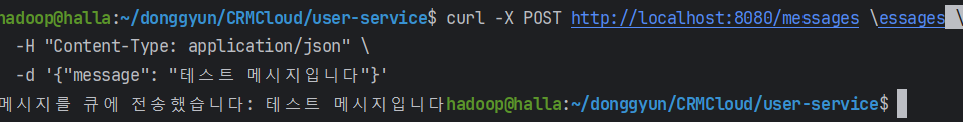 hadoop@halla:~/donggyun/CRMCloud/user-service$ curl -X POST http://localhost:8080/messages \essages \
-H "Content-Type: application/json" \
-d '{"message": "테스트 메시지입니다"}'
메시지를 큐에 전송했습니다: 테스트 메시지입니다hadoop@halla:~/donggyun/CRMCloud/user-service$